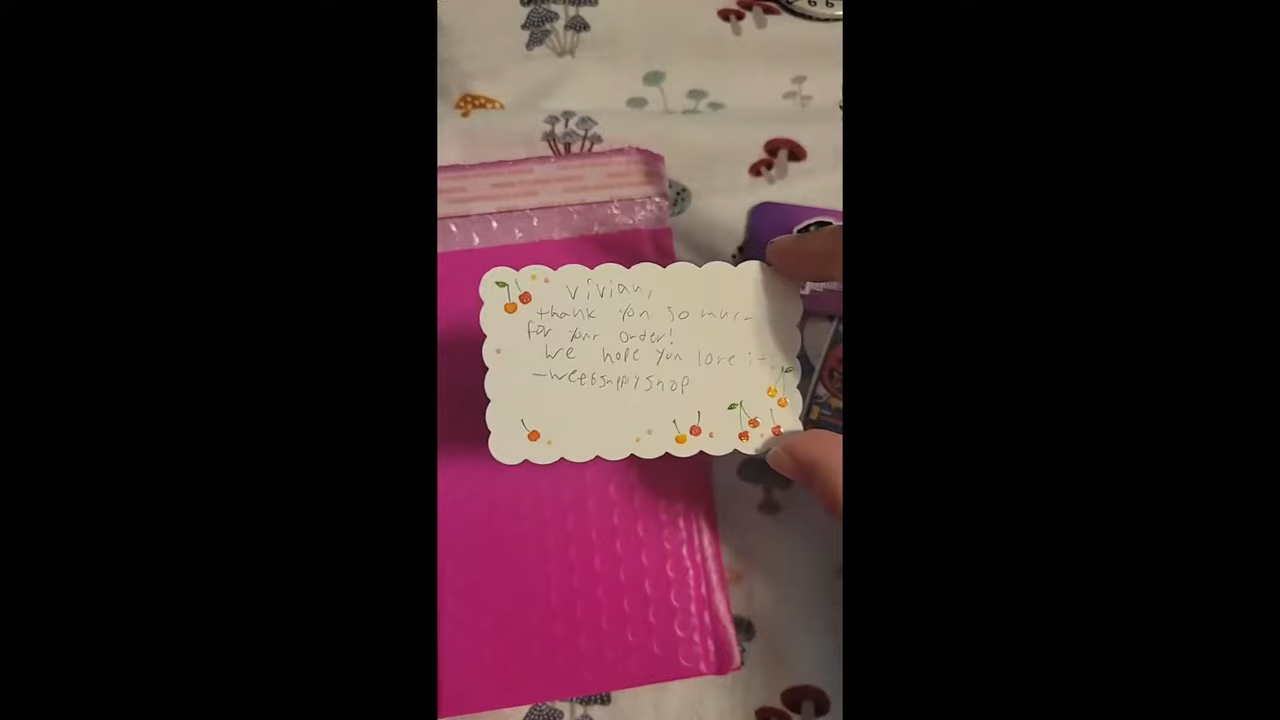 Vivian,
thank you so much
for your order!
We hope you love it
-weebsupplyshop